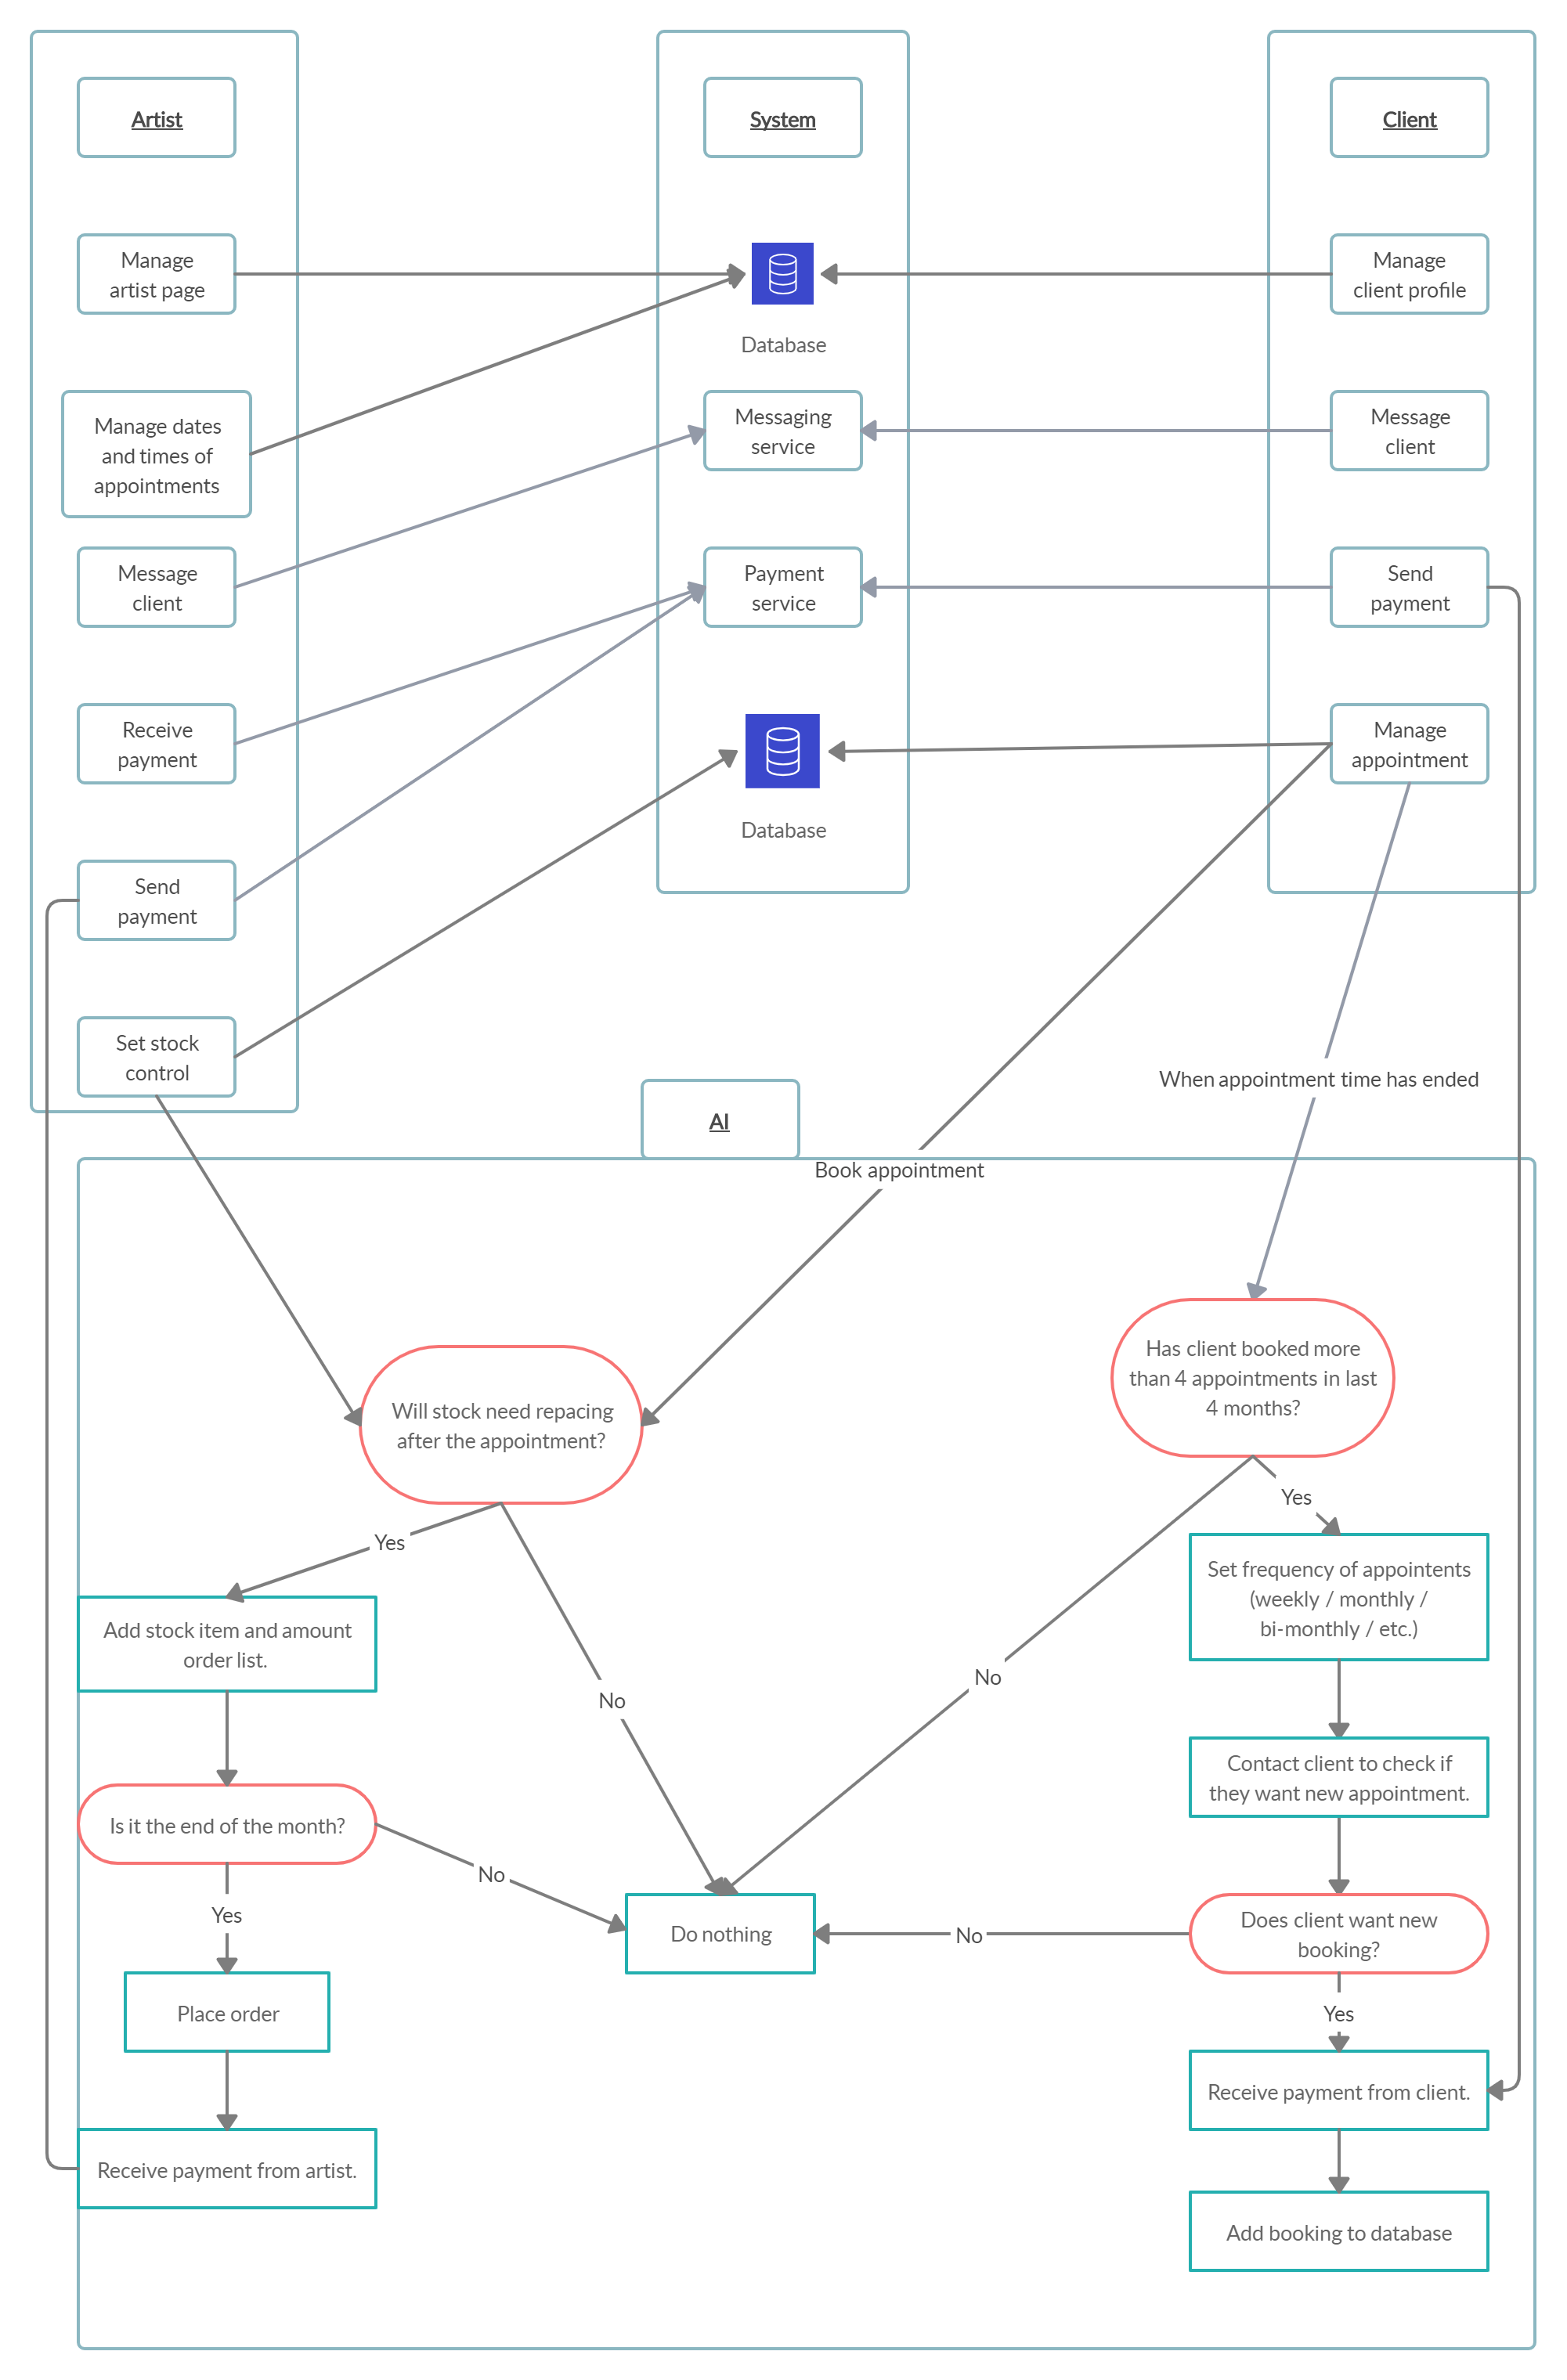 Artist
System
Client
Manage
artist page
Database
Manage
client profile
Manage dates
and times of
appointments
Messaging
service
Message
client
Message
client
Payment
service
Send
payment
Receive
payment
Database
Manage
appointment
Send
payment
Set stock
control
When appointment time has ended
AI
Book appointment
Has client booked more
than 4 appointments in last
4 months?
Will stock need repacing
after the appointment?
Yes
Yes
Set frequency of appointents
(weekly / monthly /
bi-monthly / etc.)
Add stock item and amount
order list.
No
No
Contact client to check if
they want new appointment.
Is it the end of the month?
No
Yes
Do nothing
No
Does client want new
booking?
Place order
Yes
Receive payment from client.
Receive payment from artist.
Add booking to database